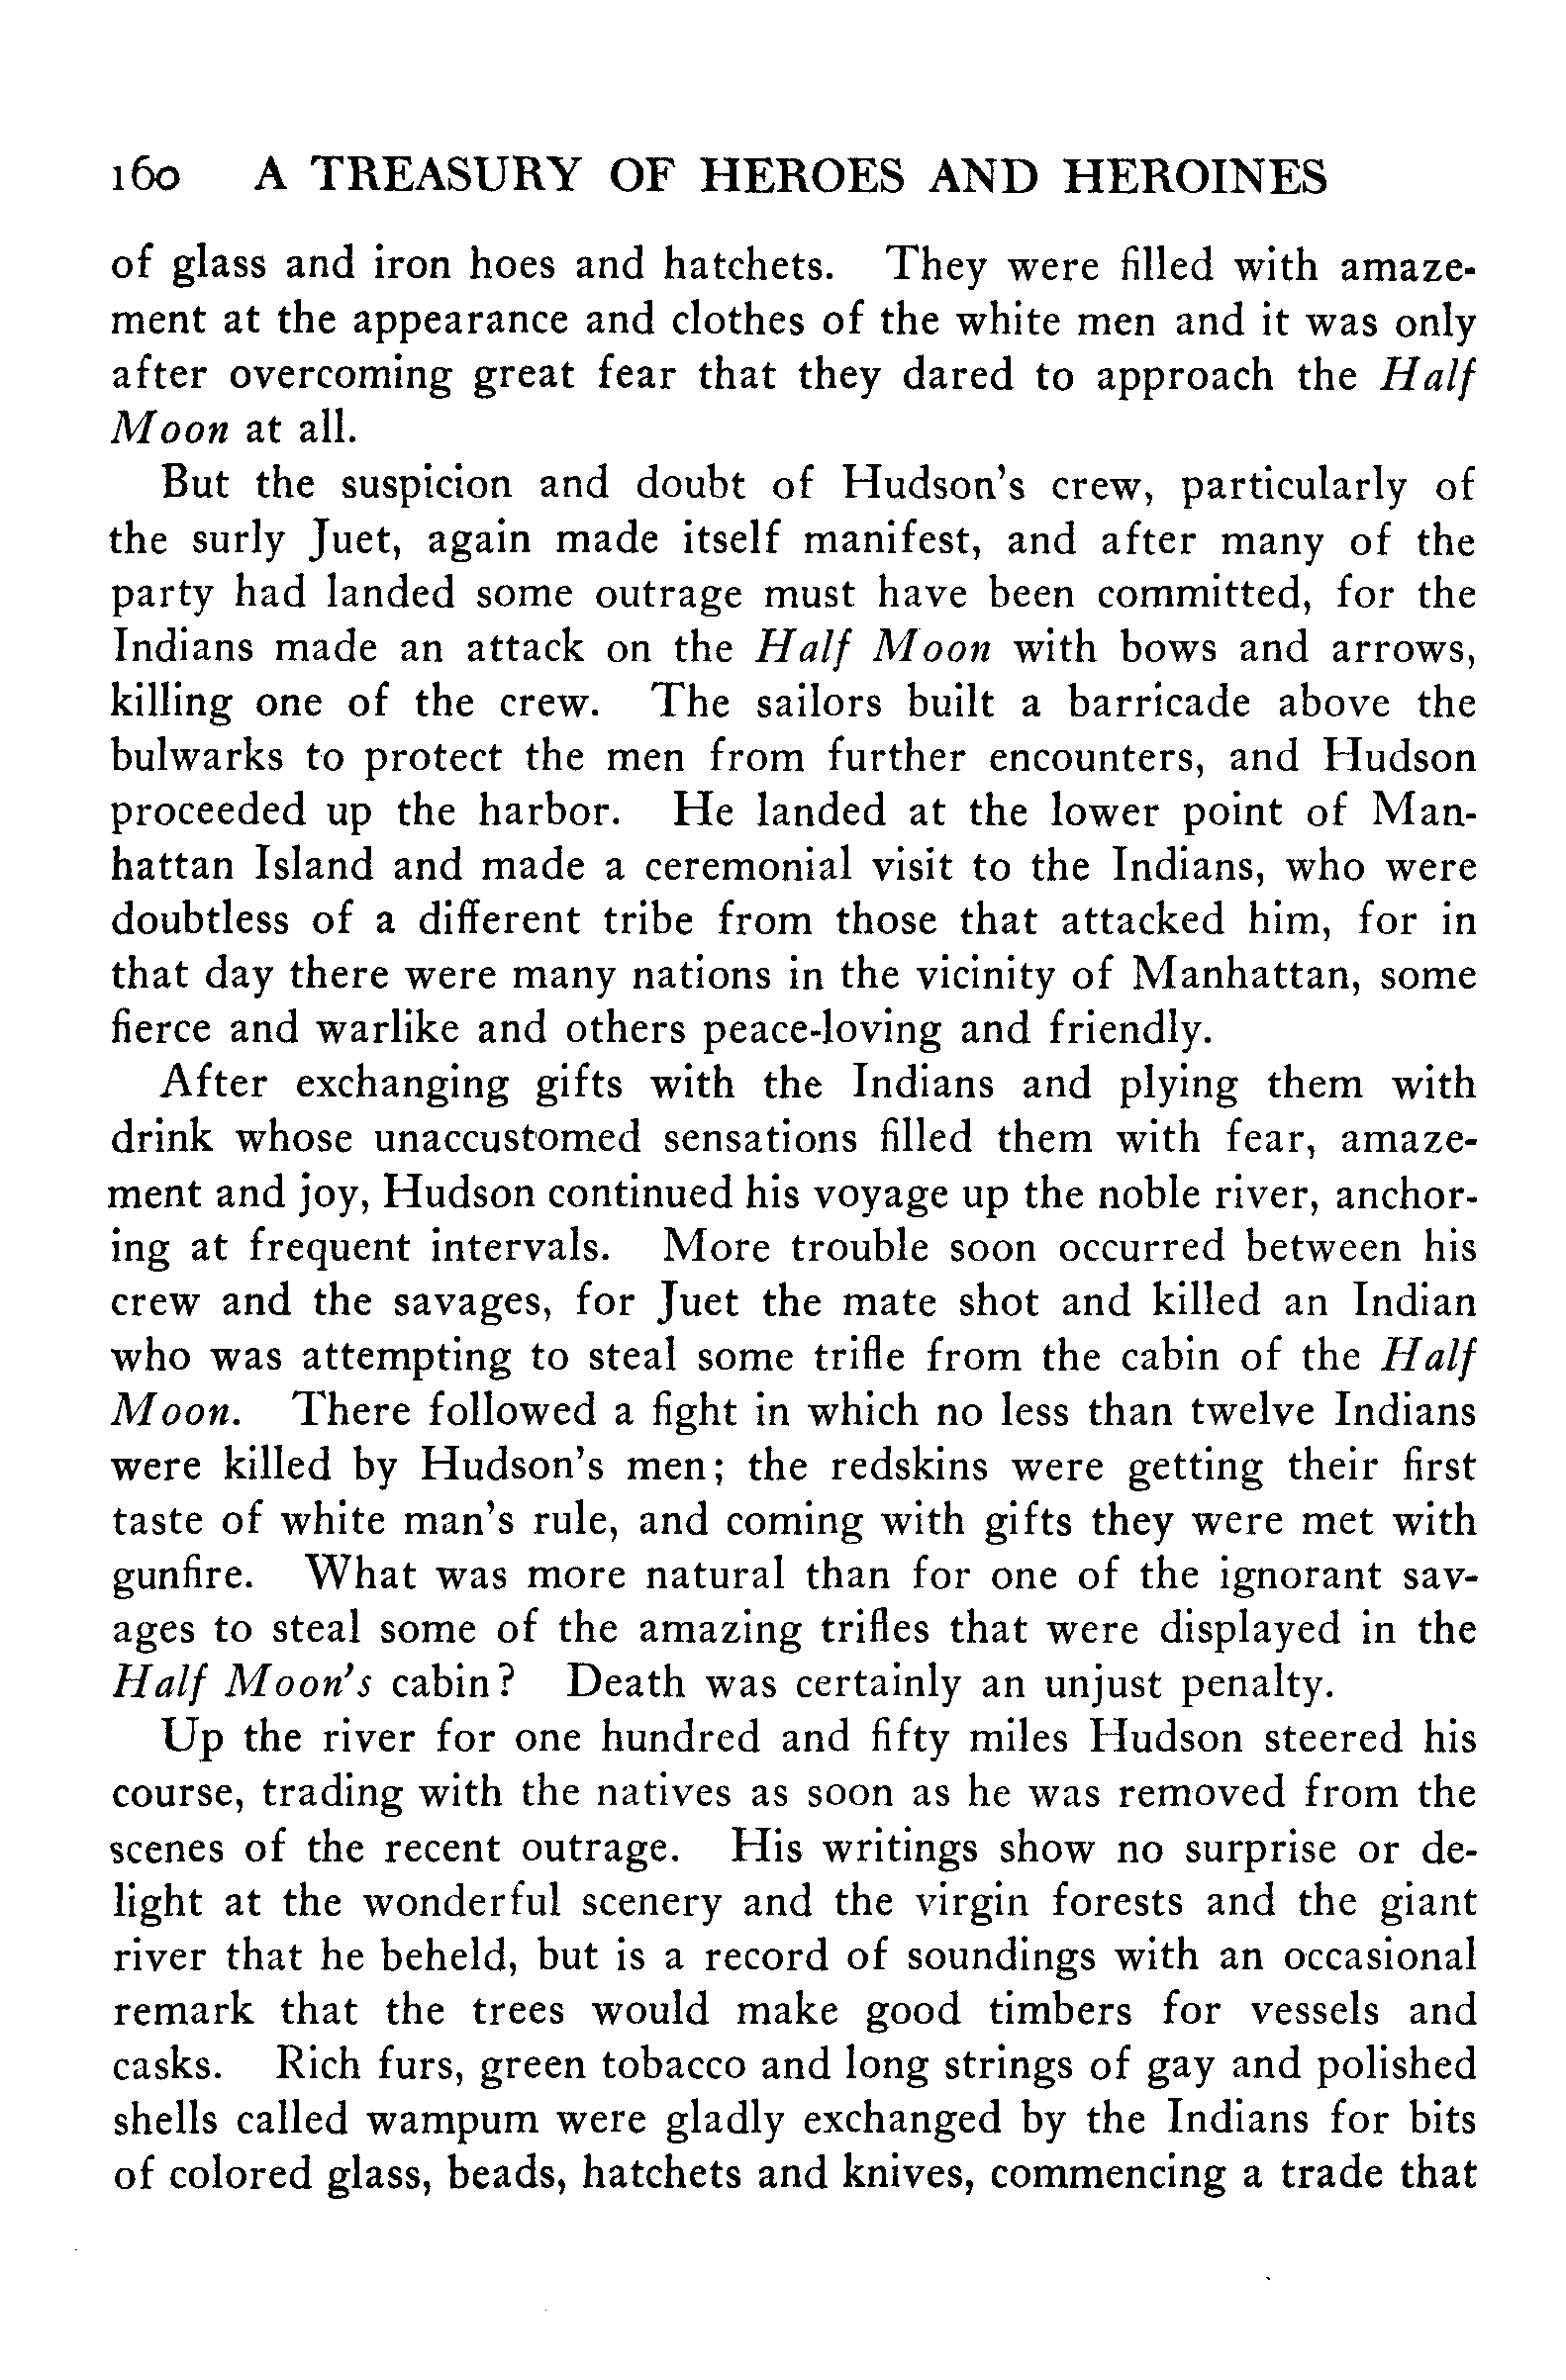 160 A TREASURY OF HEROES AND HEROINES
of glass and iron hoes and hatchets. They were filled with amaze-
ment at the appearance and clothes of the white men and it was only
after overcoming great fear that they dared to approach the Half
Moon at all.
But the suspicion and doubt of Hudson's crew, particularly of
the surly Juet, again made itself manifest, and after many of the
party had landed some outrage must have been committed, for the
Indians made an attack on the Half Moon with bows and arrows,
killing one of the crew. The sailors built a barricade above the
bulwarks to protect the men from further encounters, and Hudson
proceeded up the harbor. He landed at the lower point of Man-
hattan Island and made a ceremonial visit to the Indians, who were
doubtless of a different tribe from those that attacked him, for in
that day there were many nations in the vicinity of Manhattan, some
fierce and warlike and others peace-loving and friendly.
After exchanging gifts with the Indians and plying them with
drink whose unaccustomed sensations filled them with fear, amaze-
ment and joy, Hudson continued his voyage up the noble river, anchor-
ing at frequent intervals. More trouble soon occurred between his
crew and the savages, for Juet the mate shot and killed an Indian
who was attempting to steal some trifle from the cabin of the Half
Moon. There followed a fight in which no less than twelve Indians
were killed by Hudson's men; the redskins were getting their first
taste of white man's rule, and coming with gifts they were met with
gunfire. What was more natural than for one of the ignorant sav-
ages to steal some of the amazing trifles that were displayed in the
Half Moon's cabin? Death was certainly an unjust penalty.
Up the river for one hundred and fifty miles Hudson steered his
course, trading with the natives as soon as he was removed from the
scenes of the recent outrage. His writings show no surprise or de-
light at the wonderful scenery and the virgin forests and the giant
river that he beheld, but is a record of soundings with an occasional
remark that the trees would make good timbers for vessels and
casks. Rich furs, green tobacco and long strings of gay and polished
shells called wampum were gladly exchanged by the Indians for bits
of colored glass, beads, hatchets and knives, commencing a trade that